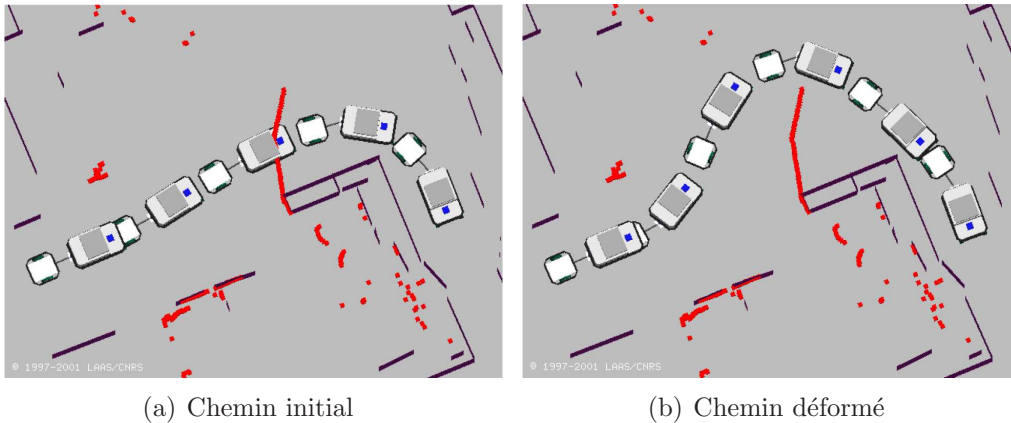 © 1997-2001 LAAS/CNRS
© 1997-2001 LAAS/CNRS
(a) Chemin initial
(b) Chemin déformé